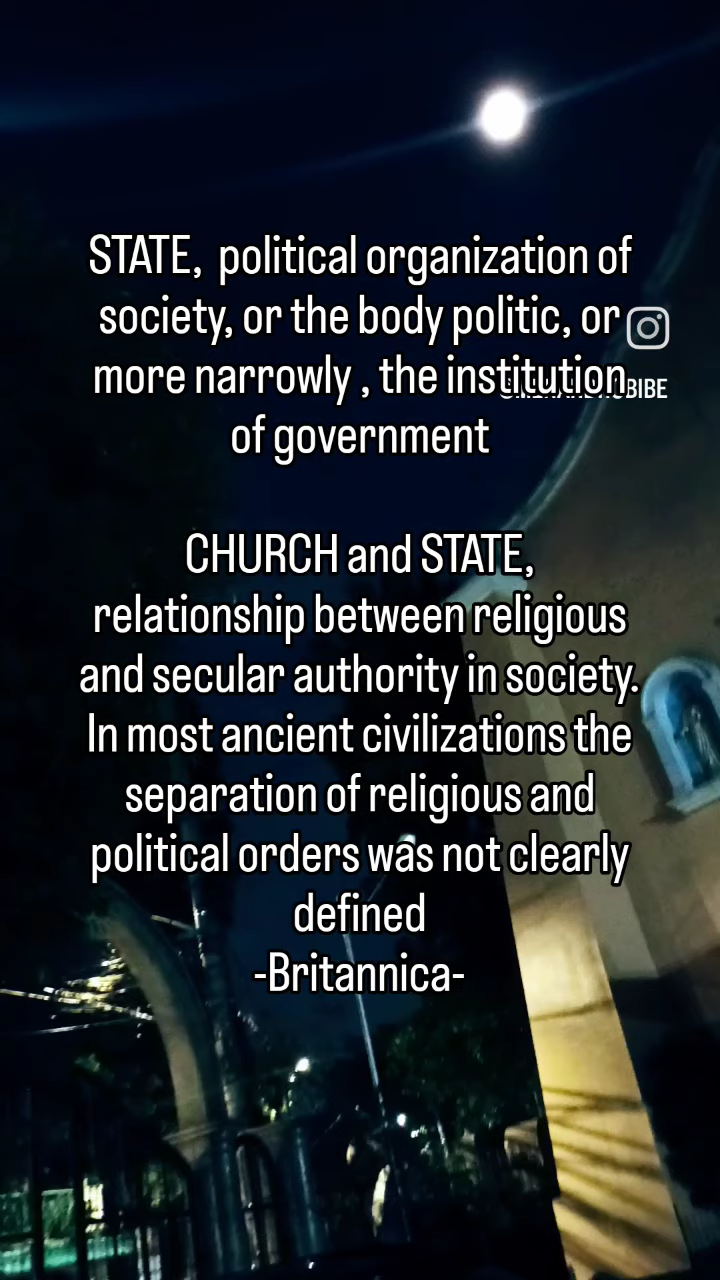 STATE,  political organization of
society, or the body politic, or
more narrowly , the institution
of government
CHURCH and STATE,
relationship between religious
and secular authority in society.
In most ancient civilizations the
separation of religious and
political orders was not clearly
defined
-Britannica-